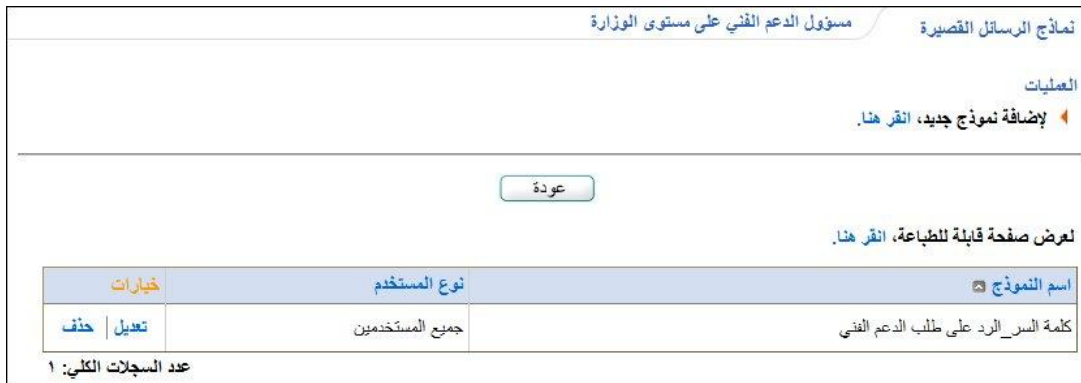 نماذج الرسائل القصيرة مسؤول الدعم الفني على مستوى الوزارة
العمليات
لإضافة نموذج جديد، انقر هنا.
عودة
لعرض صفحة قابلة للطباعة، انقر هنا.
اسم النموذج نوع المستخدم خيارات
كلمة السر_الرد على طلب الدعم الفني جميع المستخدمين تعديل | حذف
عدد السجلات الكلي: ١